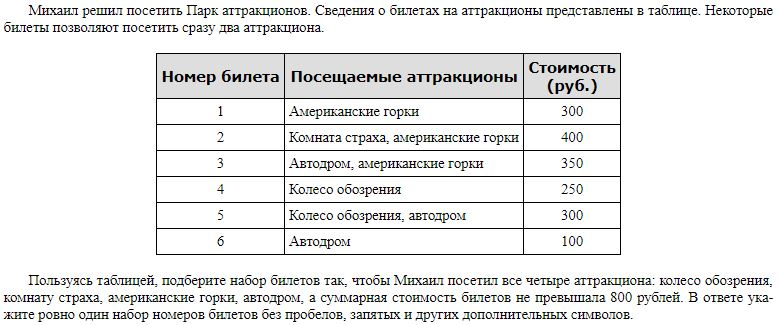 Михаил решил посетить Парк аттракционов. Сведения о билетах на аттракционы представлены в таблице. Некоторые
билеты позволяют посетить сразу два аттракциона.
Номер билета Посещаемые аттракционы Стоимость
(руб.)
1 Американские горки 300
2 Комната страха, американские горки 400
3 Автодром, американские горки 350
4 Колесо обозрения 250
5 Колесо обозрения, автодром 300
6 Автодром 100
Пользуясь таблицей, подберите набор билетов так, чтобы Михаил посетил все четыре аттракциона: колесо обозрения,
комнату страха, американские горки, автодром, а суммарная стоимость билетов не превышала 800 рублей. В ответе ука-
жите ровно один набор номеров билетов без пробелов, запятых и других дополнительных символов.